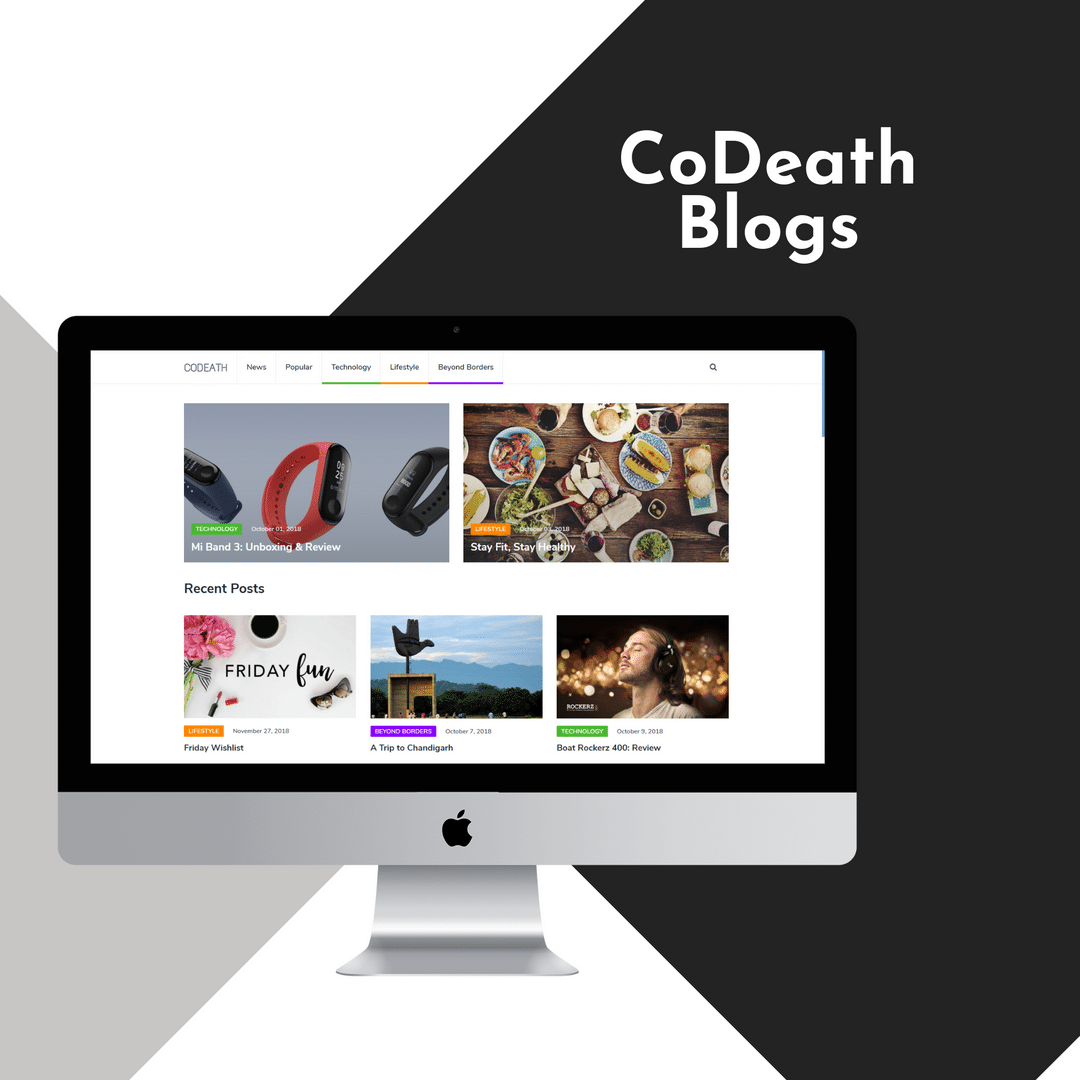 CoDeath
Blogs
CODEATH News Popular Technology Lifestyle Beyond Borders
TECHNOLOGY October 01, 2018
Mi Band 3: Unboxing & Review
LIFESTYLE October 03, 2018
Stay Fit, Stay Healthy
Recent Posts
FRIDAY fun
LIFESTYLE November 27, 2018
Friday Wishlist
BEYOND BORDERS October 7, 2018
A Trip to Chandigarh
ROCKERZ
TECHNOLOGY October 9, 2018
Boat Rockerz 400: Review